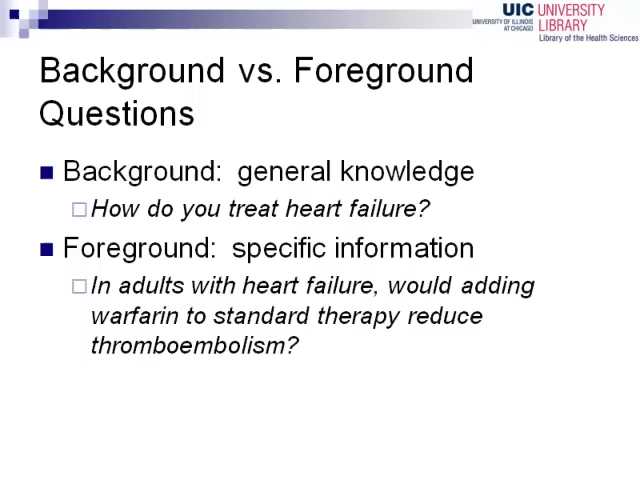 UIC UNIVERSITY
UNIVERSITY OF ILLINOIS
AT CHICAGO
LIBRARY
Library of the Health Sciences
Background vs. Foreground
Questions
Background: general knowledge
How do you treat heart failure?
Foreground: specific information
In adults with heart failure, would adding
warfarin to standard therapy reduce
thromboembolism?